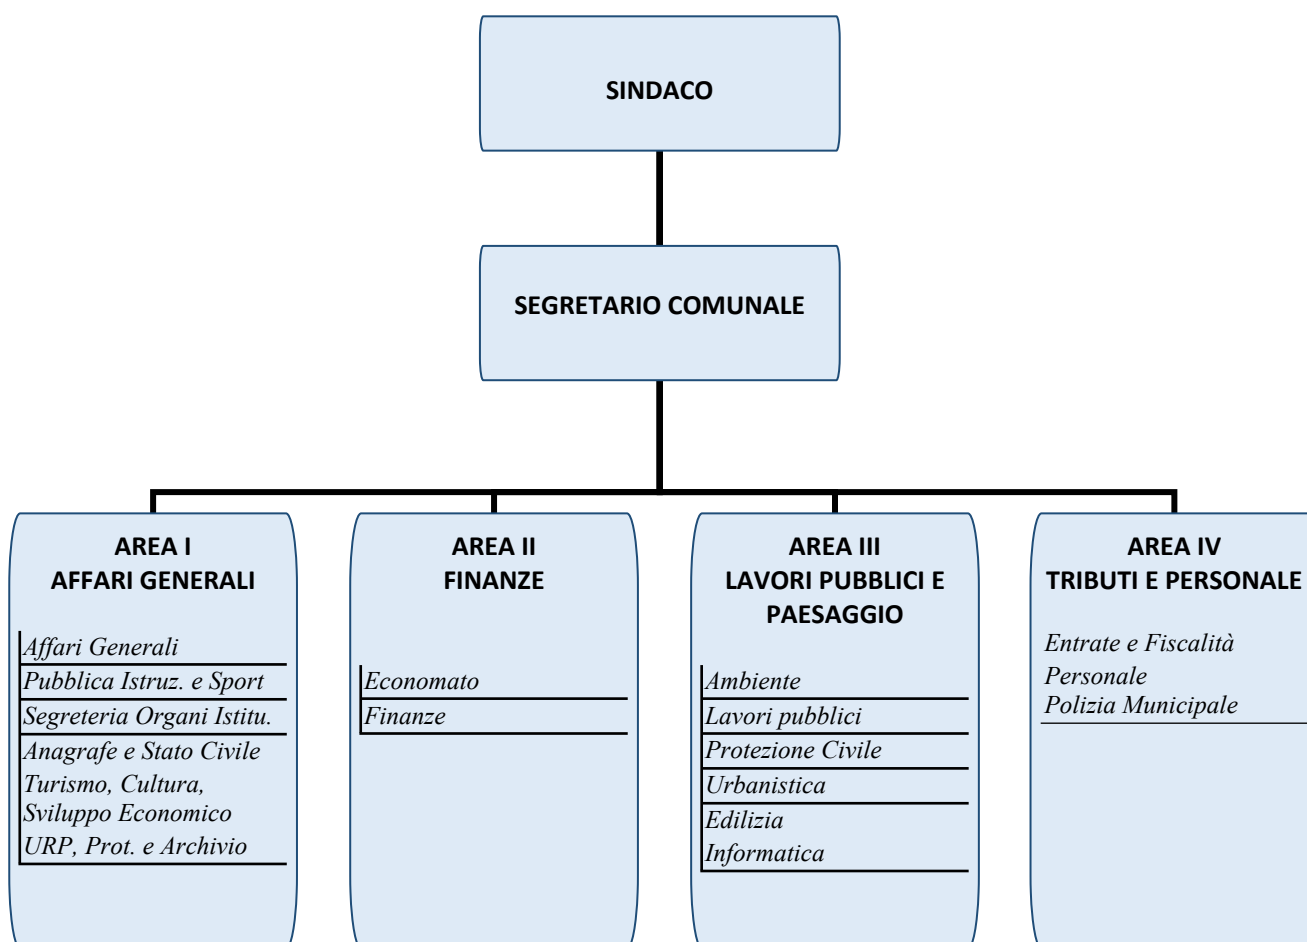 SINDACO
SEGRETARIO COMUNALE
AREA I
AFFARI GENERALI
Affari Generali
Pubblica Istruz. e Sport
Segreteria Organi Istitu.
Anagrafe e Stato Civile
Turismo, Cultura,
Sviluppo Economico
URP, Prot. e Archivio
AREA II
FINANZE
Economato
Finanze
AREA III
LAVORI PUBBLICI E
PAESAGGIO
Ambiente
Lavori pubblici
Protezione Civile
Urbanistica
Edilizia
Informatica
AREA IV
TRIBUTI E PERSONALE
Entrate e Fiscalità
Personale
Polizia Municipale